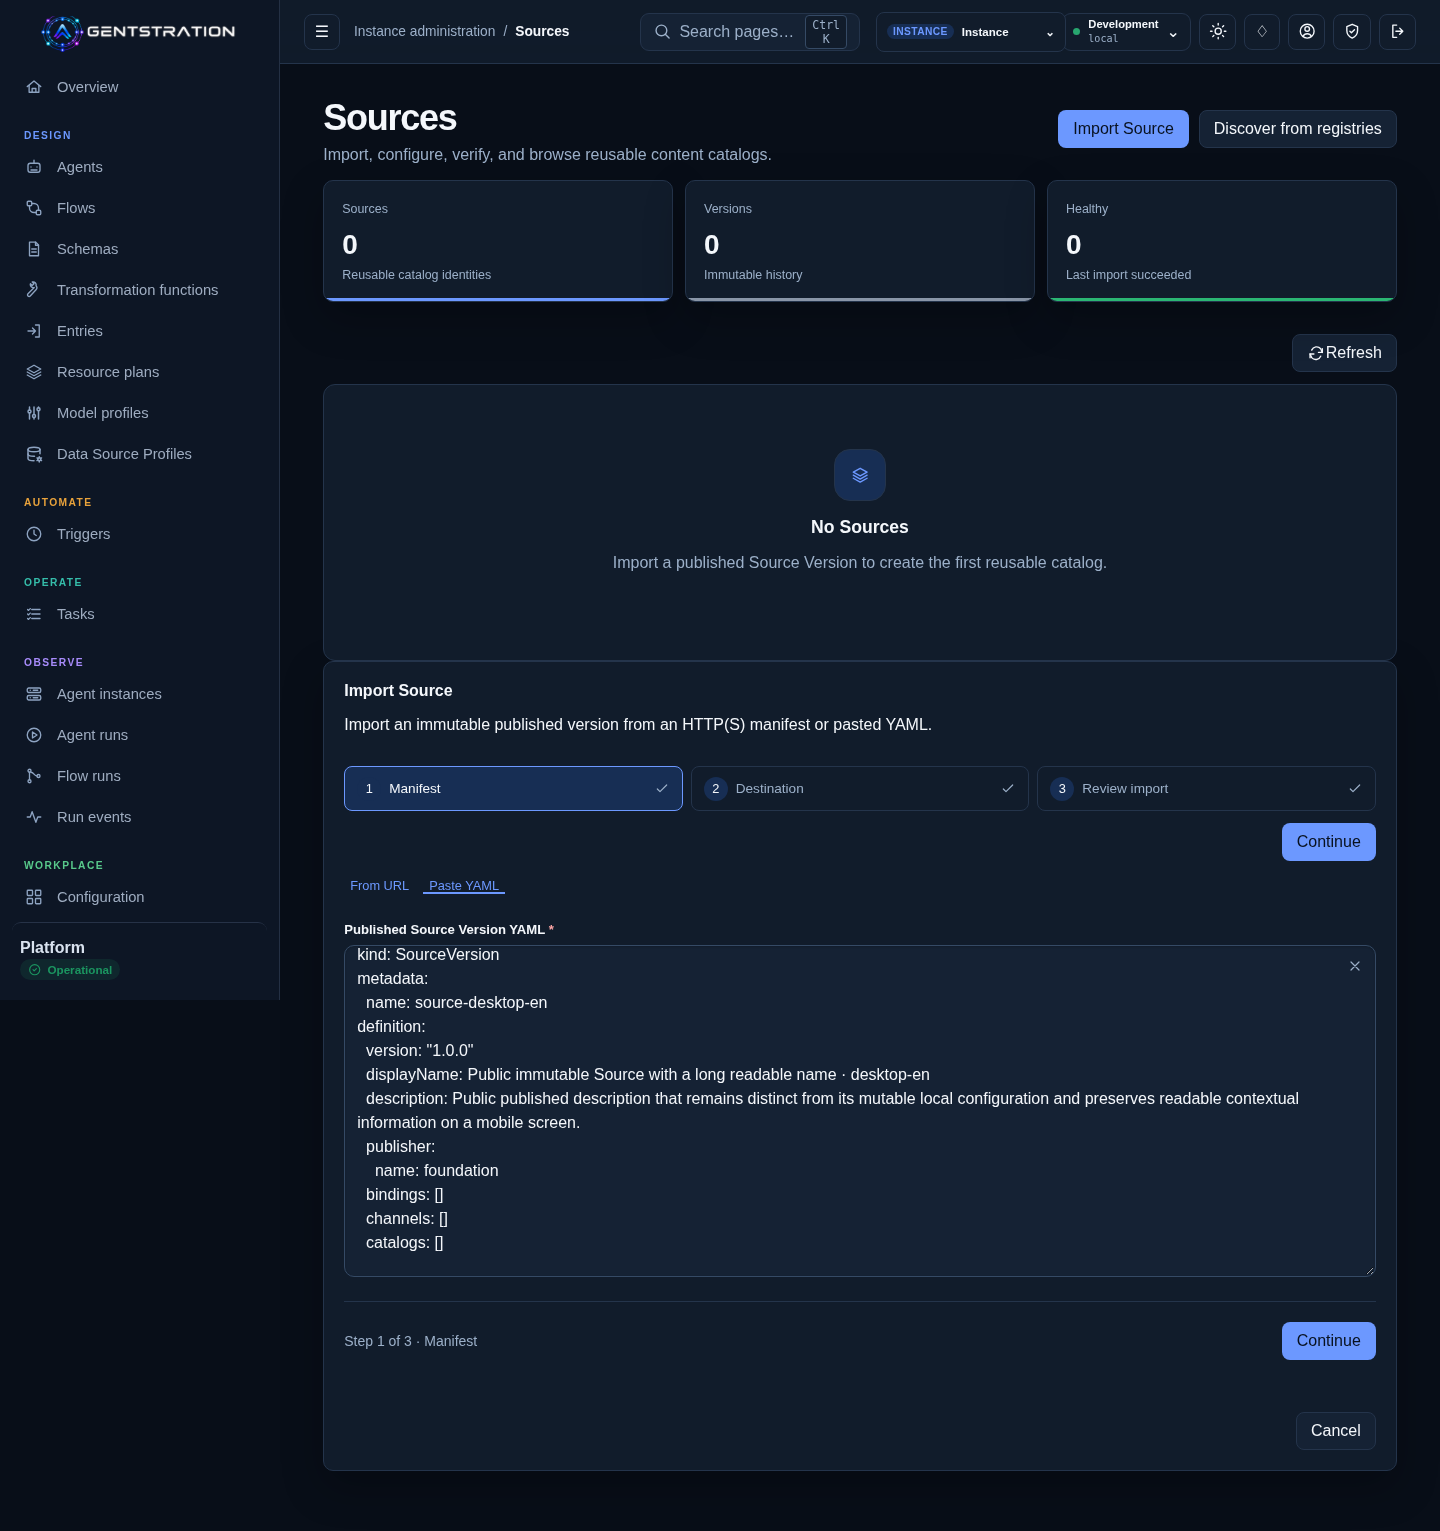 GENTSTRATION
☰
Instance administration / Sources
Search pages…
Ctrl K
INSTANCE Instance
Development
local
Overview
DESIGN
Agents
Flows
Schemas
Transformation functions
Entries
Resource plans
Model profiles
Data Source Profiles
AUTOMATE
Triggers
OPERATE
Tasks
OBSERVE
Agent instances
Agent runs
Flow runs
Run events
WORKPLACE
Configuration
Platform
Operational
Sources
Import, configure, verify, and browse reusable content catalogs.
Import Source
Discover from registries
Sources
0
Reusable catalog identities
Versions
0
Immutable history
Healthy
0
Last import succeeded
Refresh
No Sources
Import a published Source Version to create the first reusable catalog.
Import Source
Import an immutable published version from an HTTP(S) manifest or pasted YAML.
1 Manifest
2 Destination
3 Review import
Continue
From URL
Paste YAML
Published Source Version YAML *
kind: SourceVersion
metadata:
  name: source-desktop-en
definition:
  version: "1.0.0"
  displayName: Public immutable Source with a long readable name · desktop-en
  description: Public published description that remains distinct from its mutable local configuration and preserves readable contextual
information on a mobile screen.
  publisher:
    name: foundation
  bindings: []
  channels: []
  catalogs: []
Step 1 of 3 · Manifest
Continue
Cancel